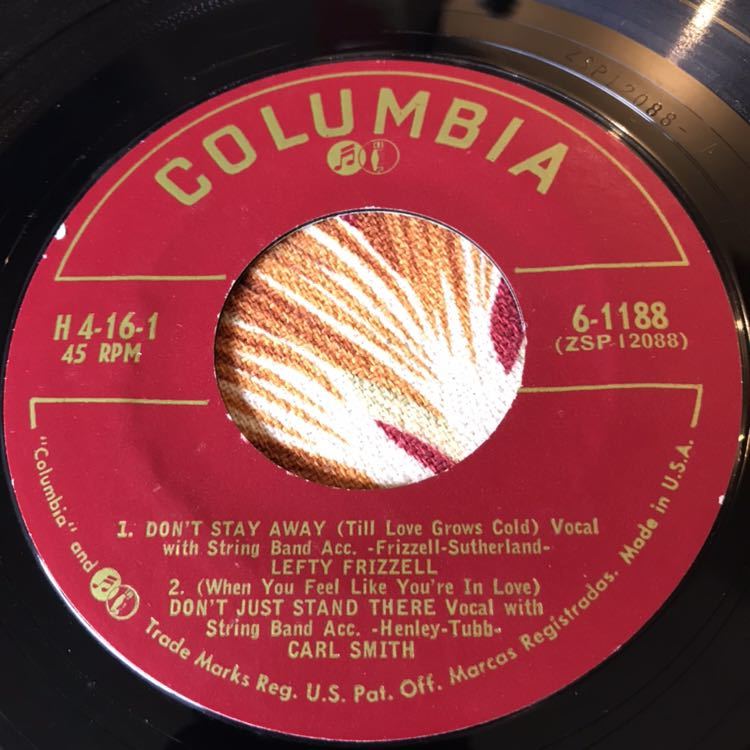 ZSP12088-1
COLUMBIA
H 4-16-1
45 RPM
6-1188
(ZSP 12088)
1. DON'T STAY AWAY (Till Love Grows Cold) Vocal
with String Band Acc. -Frizzell-Sutherland-
LEFTY FRIZZELL
2. (When You Feel Like You're In Love)
DON'T JUST STAND THERE Vocal with
String Band Acc. -Henley-Tubb-
CARL SMITH
"Columbia" and Trade Marks Reg. U.S. Pat. Off. Marcas Registradas. Made in U.S.A.